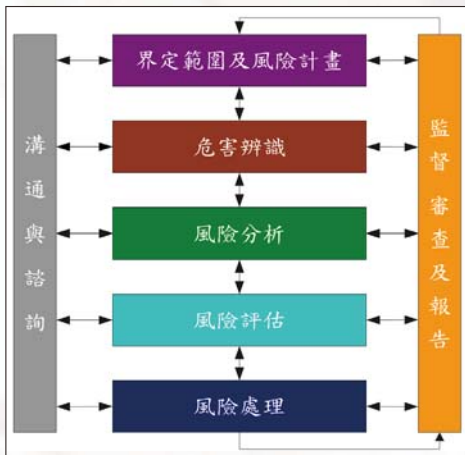 界定範圍及風險計畫
溝通與諮詢
危害辨識
風險分析
風險評估
風險處理
監督 審查及報告